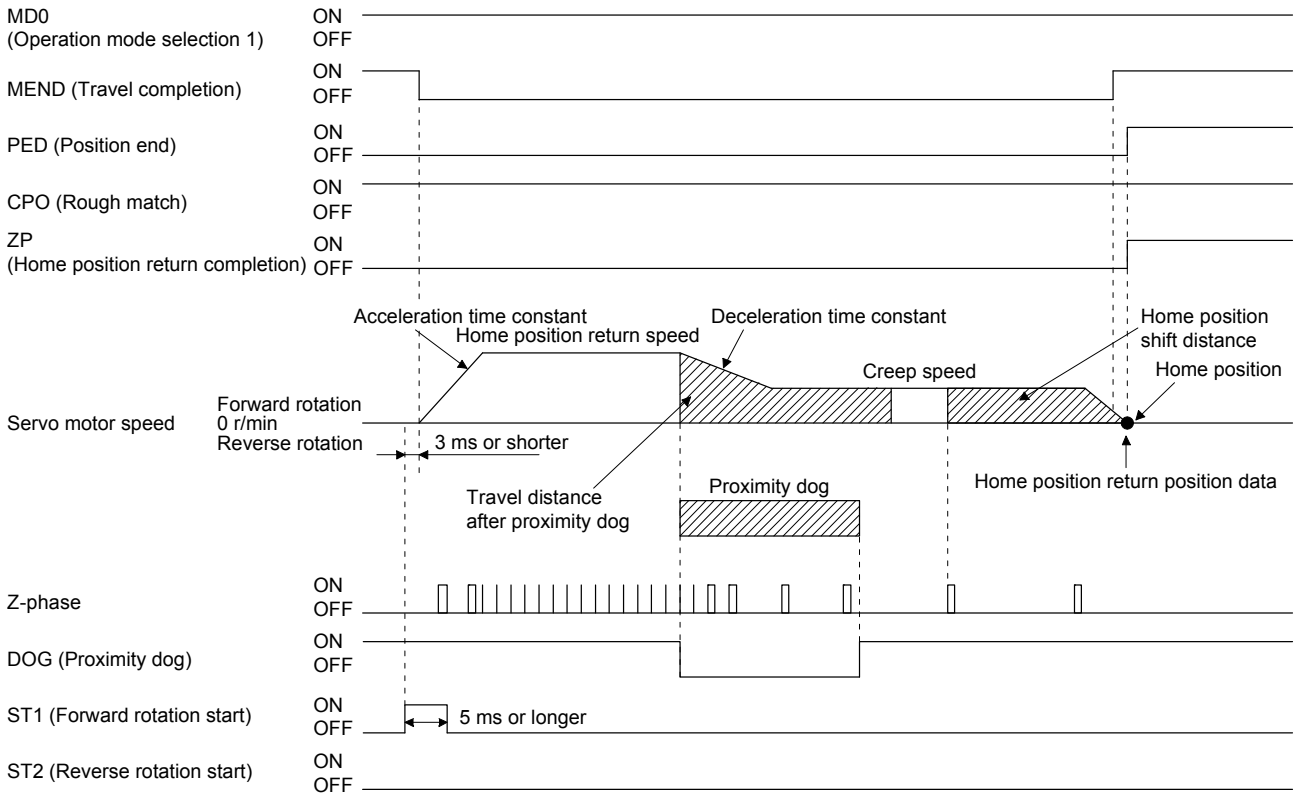 MD0
(Operation mode selection 1)
ON
OFF
MEND (Travel completion)
ON
OFF
PED (Position end)
ON
OFF
CPO (Rough match)
ON
OFF
ZP
(Home position return completion)
ON
OFF
Acceleration time constant
Home position return speed
Deceleration time constant
Creep speed
Home position
shift distance
Home position
Servo motor speed
Forward rotation
0 r/min
Reverse rotation
3 ms or shorter
Travel distance
after proximity dog
Proximity dog
Home position return position data
Z-phase
ON
OFF
DOG (Proximity dog)
ON
OFF
ST1 (Forward rotation start)
ON
OFF
5 ms or longer
ST2 (Reverse rotation start)
ON
OFF